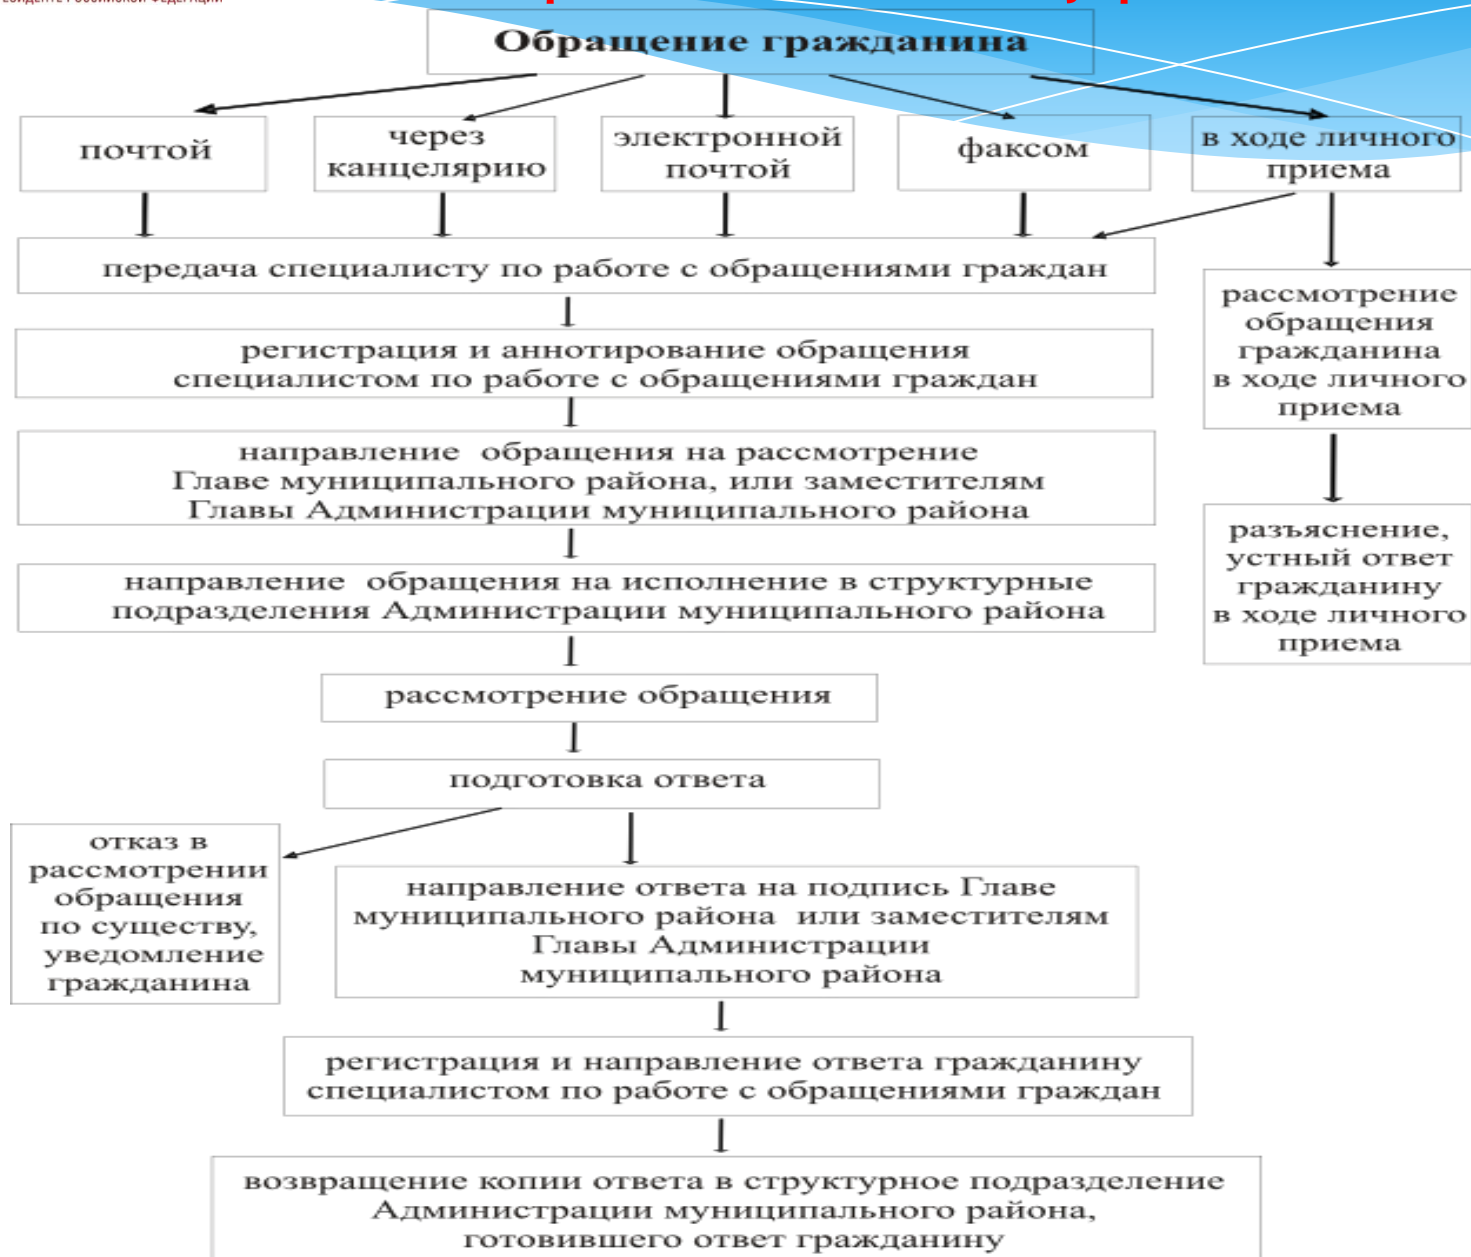 Обращение гражданина
почтой
через
канцелярию
электронной
почтой
факсом
в ходе личного
приема
передача специалисту по работе с обращениями граждан
рассмотрение
обращения
гражданина
в ходе личного
приема
регистрация и аннотирование обращения
специалистом по работе с обращениями граждан
направление обращения на рассмотрение
Главе муниципального района, или заместителям
Главы Администрации муниципального района
разъяснение,
устный ответ
гражданину
в ходе личного
приема
направление обращения на исполнение в структурные
подразделения Администрации муниципального района
рассмотрение обращения
подготовка ответа
отказ в
рассмотрении
обращения
по существу,
уведомление
гражданина
направление ответа на подпись Главе
муниципального района или заместителям
Главы Администрации
муниципального района
регистрация и направление ответа гражданину
специалистом по работе с обращениями граждан
возвращение копии ответа в структурное подразделение
Администрации муниципального района,
готовившего ответ гражданину